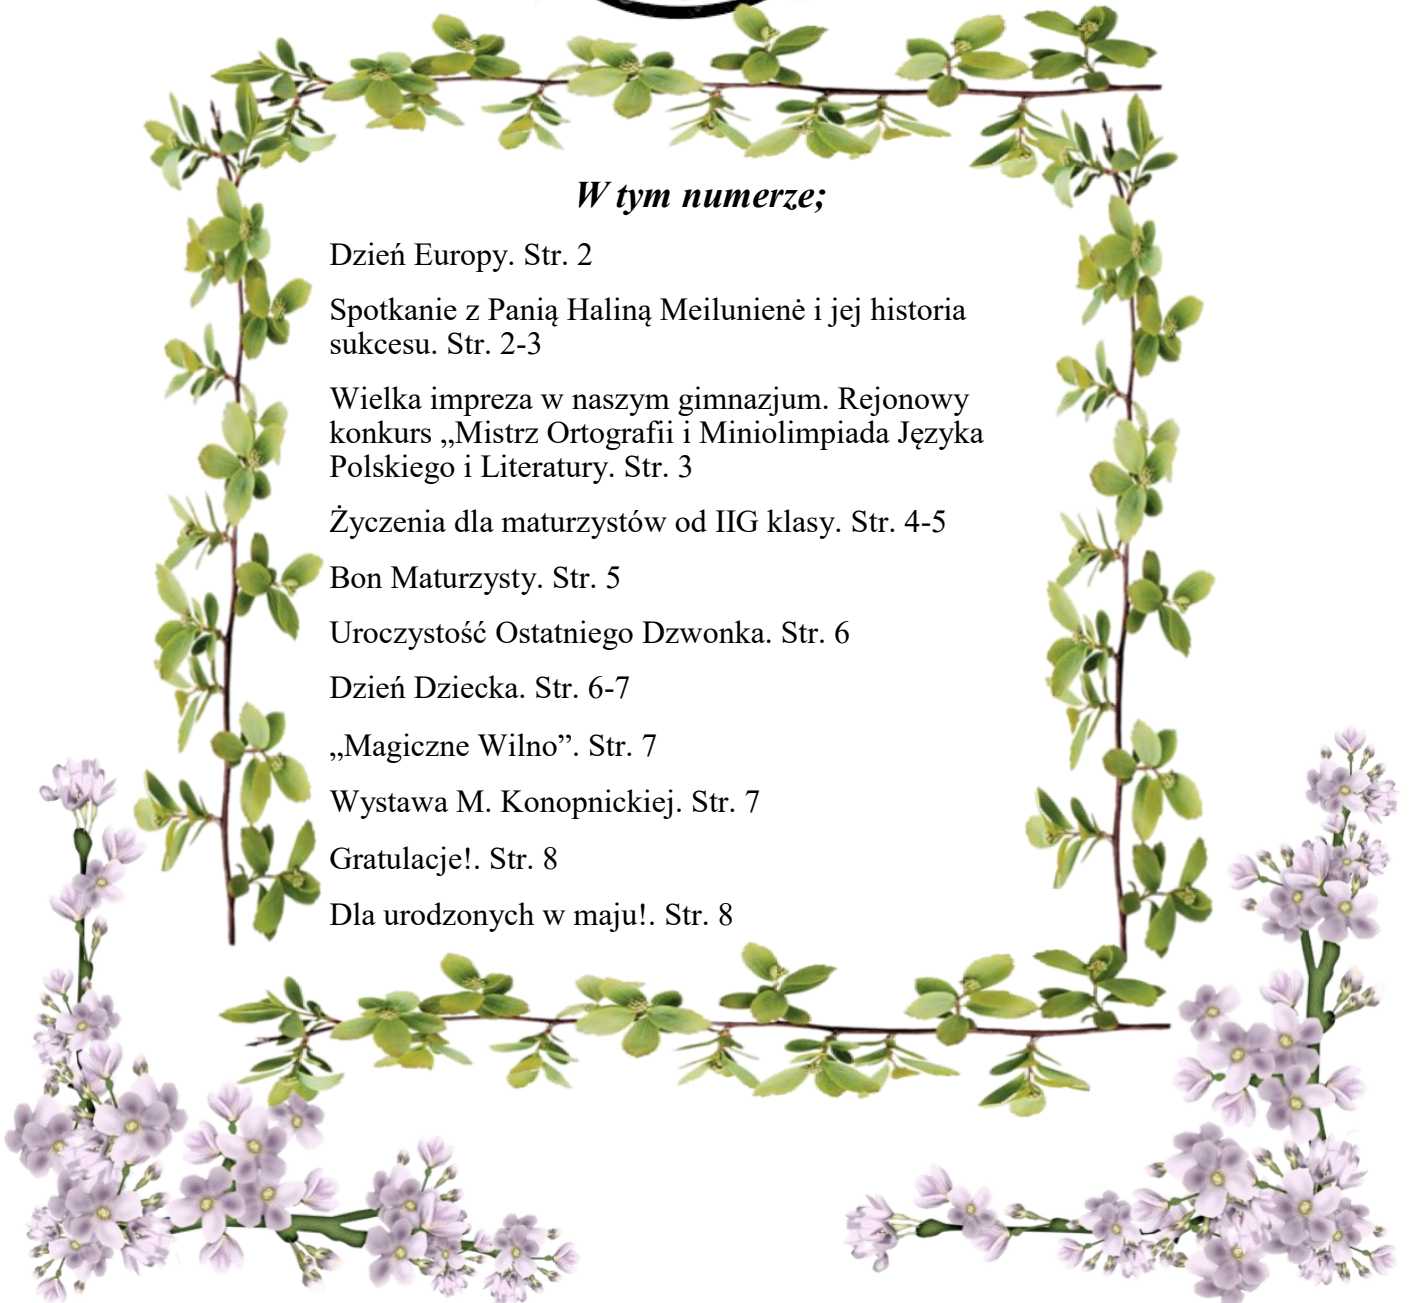 W tym numerze;
Dzień Europy. Str. 2
Spotkanie z Panią Haliną Meilunienė i jej historia
sukcesu. Str. 2-3
Wielka impreza w naszym gimnazjum. Rejonowy
konkurs „Mistrz Ortografii i Miniolimpiada Języka
Polskiego i Literatury. Str. 3
Życzenia dla maturzystów od IIG klasy. Str. 4-5
Bon Maturzysty. Str. 5
Uroczystość Ostatniego Dzwonka. Str. 6
Dzień Dziecka. Str. 6-7
„Magiczne Wilno”. Str. 7
Wystawa M. Konopnickiej. Str. 7
Gratulacje!. Str. 8
Dla urodzonych w maju!. Str. 8